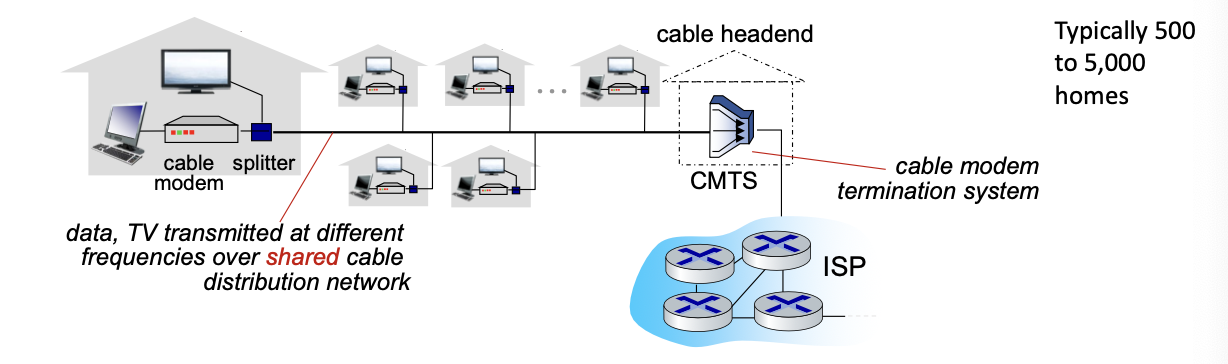 cable headend
Typically 500
to 5,000
homes
cable
modem
splitter
CMTS
cable modem
termination system
data, TV transmitted at different
frequencies over shared cable
distribution network
ISP